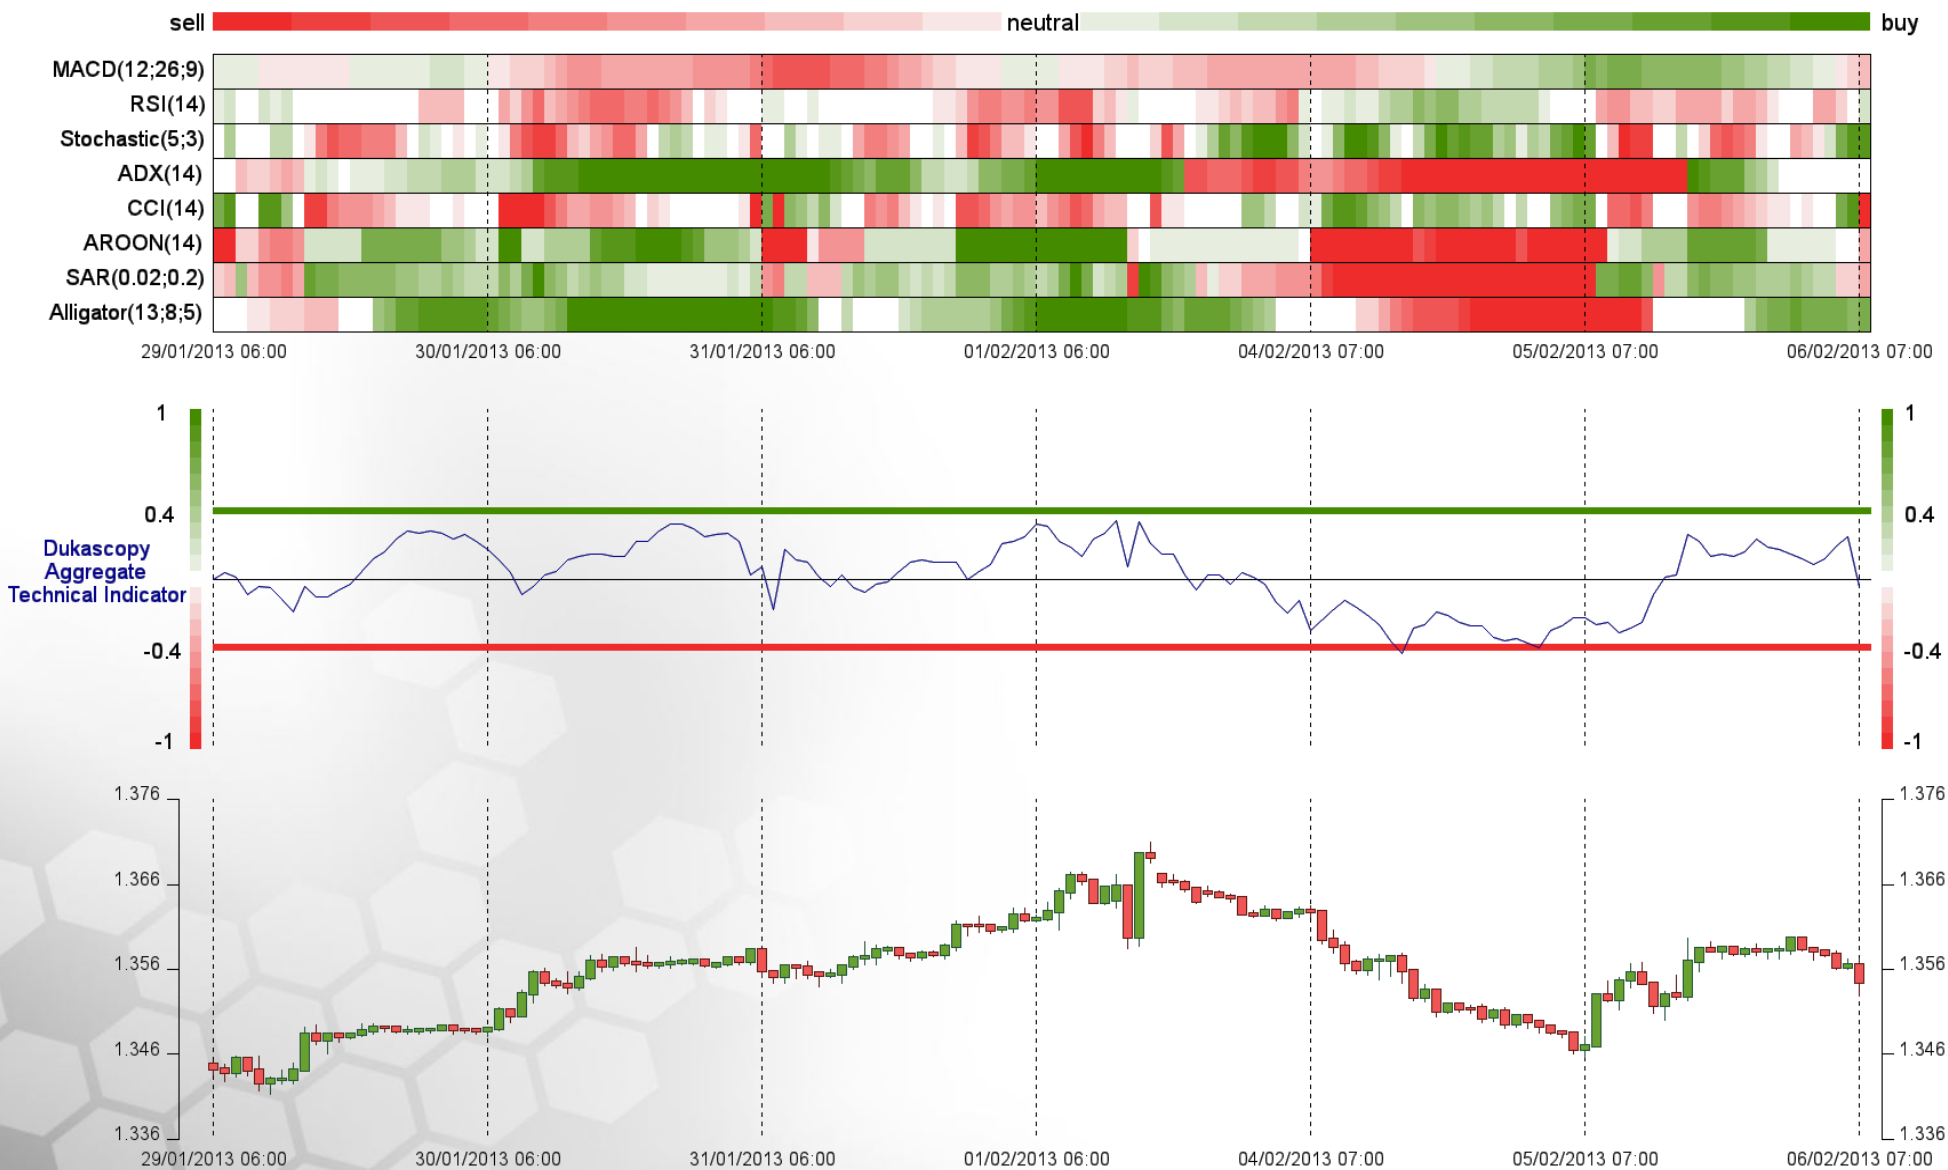 sell neutral buy
MACD(12;26;9)
RSI(14)
Stochastic(5;3)
ADX(14)
CCI(14)
AROON(14)
SAR(0.02;0.2)
Alligator(13;8;5)
29/01/2013 06:00 30/01/2013 06:00 31/01/2013 06:00 01/02/2013 06:00 04/02/2013 07:00 05/02/2013 07:00 06/02/2013 07:00
1 1
0.4 0.4
Dukascopy
Aggregate
Technical Indicator
-0.4 -0.4
-1 -1
1.376 1.376
1.366 1.366
1.356 1.356
1.346 1.346
1.336 1.336
29/01/2013 06:00 30/01/2013 06:00 31/01/2013 06:00 01/02/2013 06:00 04/02/2013 07:00 05/02/2013 07:00 06/02/2013 07:00